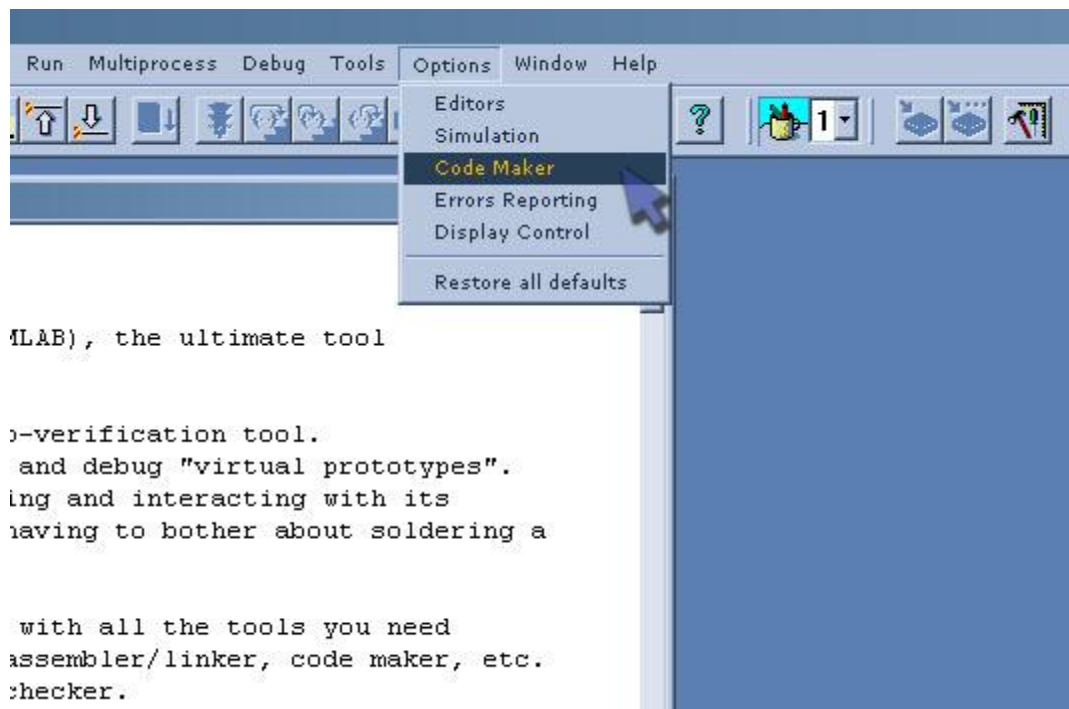 Run Multiprocess Debug Tools Options Window Help
Editors
Simulation
Code Maker
Errors Reporting
Display Control
Restore all defaults
?
1
MLAB), the ultimate tool
o-verification tool.
and debug "virtual prototypes".
ing and interacting with its
having to bother about soldering a
with all the tools you need
assembler/linker, code maker, etc.
checker.